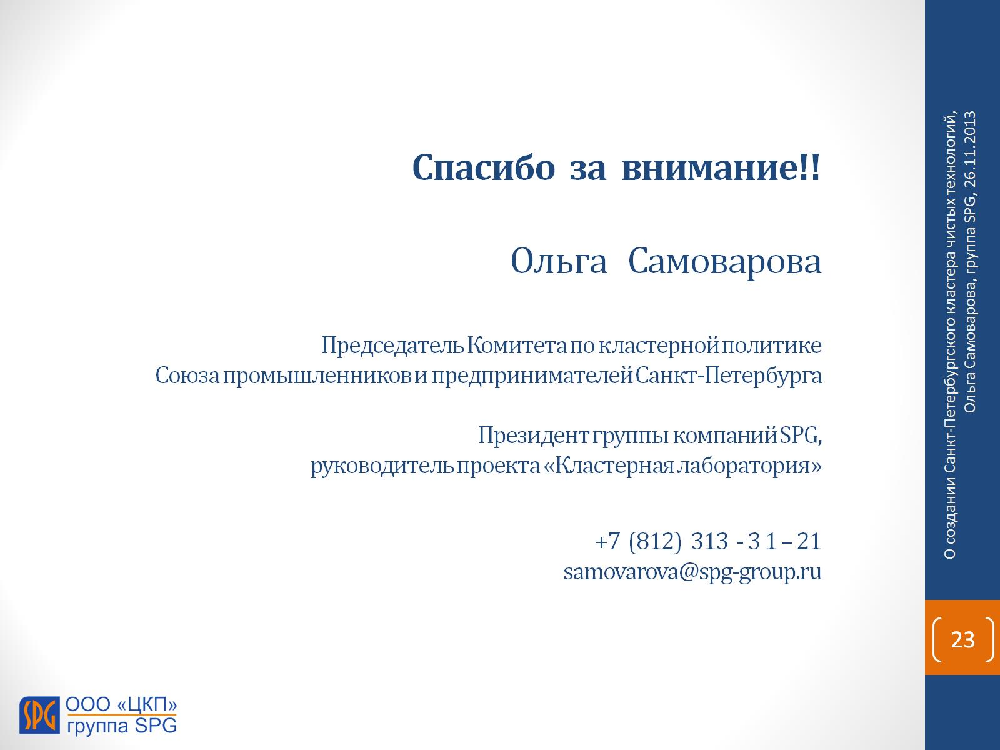 Спасибо за внимание!!
Ольга Самоварова
Председатель Комитета по кластерной политике
Союза промышленников и предпринимателей Санкт-Петербурга
Президент группы компаний SPG,
руководитель проекта «Кластерная лаборатория»
+7 (812) 313 - 3 1 – 21
samovarova@spg-group.ru
О создании Санкт-Петербургского кластера чистых технологий,
Ольга Самоварова, группа SPG, 26.11.2013
23
SPG
ООО «ЦКП»
группа SPG